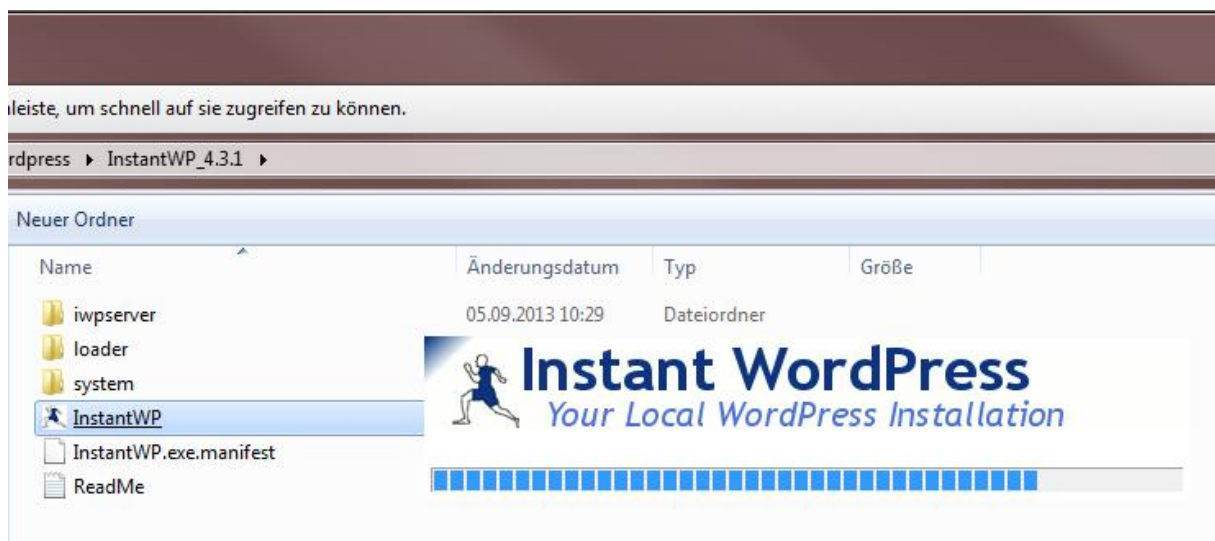 leiste, um schnell auf sie zugreifen zu können.
rdpress ▸ InstantWP_4.3.1 ▸
Neuer Ordner
Name Änderungsdatum Typ Größe
iwpserver 05.09.2013 10:29 Dateiordner
loader
system
InstantWP
InstantWP.exe.manifest
ReadMe
Instant WordPress
Your Local WordPress Installation